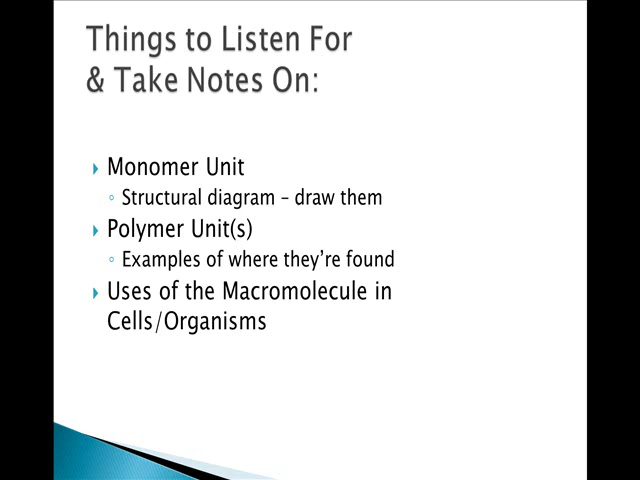 Things to Listen For
& Take Notes On:
Monomer Unit
Structural diagram – draw them
Polymer Unit(s)
Examples of where they're found
Uses of the Macromolecule in
Cells/Organisms